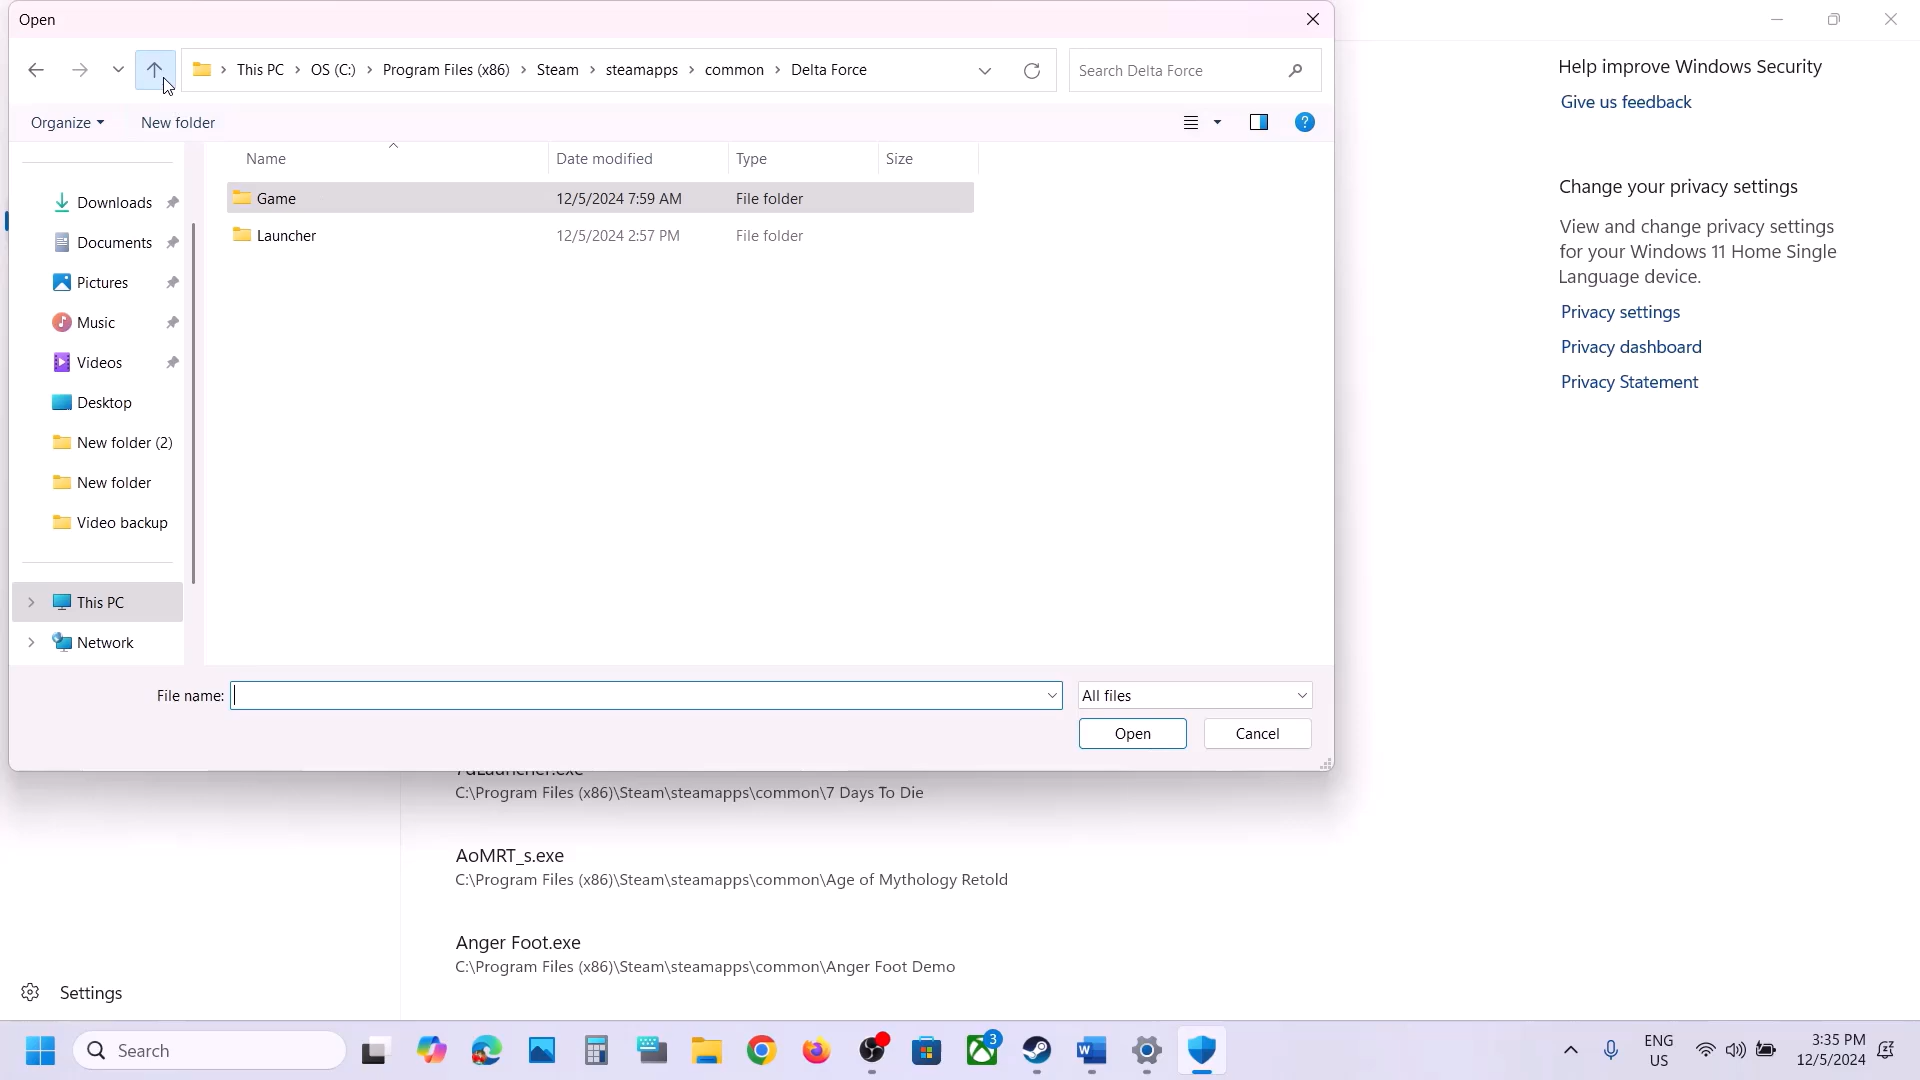 Open
This PC
OS (C:)
Program Files (x86)
Steam
steamapps
common
Delta Force
Search Delta Force
Organize
New folder
Name
Date modified
Type
Size
Game
12/5/2024 7:59 AM
File folder
Launcher
12/5/2024 2:57 PM
File folder
Downloads
Documents
Pictures
Music
Videos
Desktop
New folder (2)
New folder
Video backup
This PC
Network
File name:
All files
Open
Cancel
Help improve Windows Security
Give us feedback
Change your privacy settings
View and change privacy settings
for your Windows 11 Home Single
Language device.
Privacy settings
Privacy dashboard
Privacy Statement
C:\Program Files (x86)\Steam\steamapps\common\7 Days To Die
AoMRT_s.exe
C:\Program Files (x86)\Steam\steamapps\common\Age of Mythology Retold
Anger Foot.exe
C:\Program Files (x86)\Steam\steamapps\common\Anger Foot Demo
Settings
Search
3
ENG
US
3:35 PM
12/5/2024